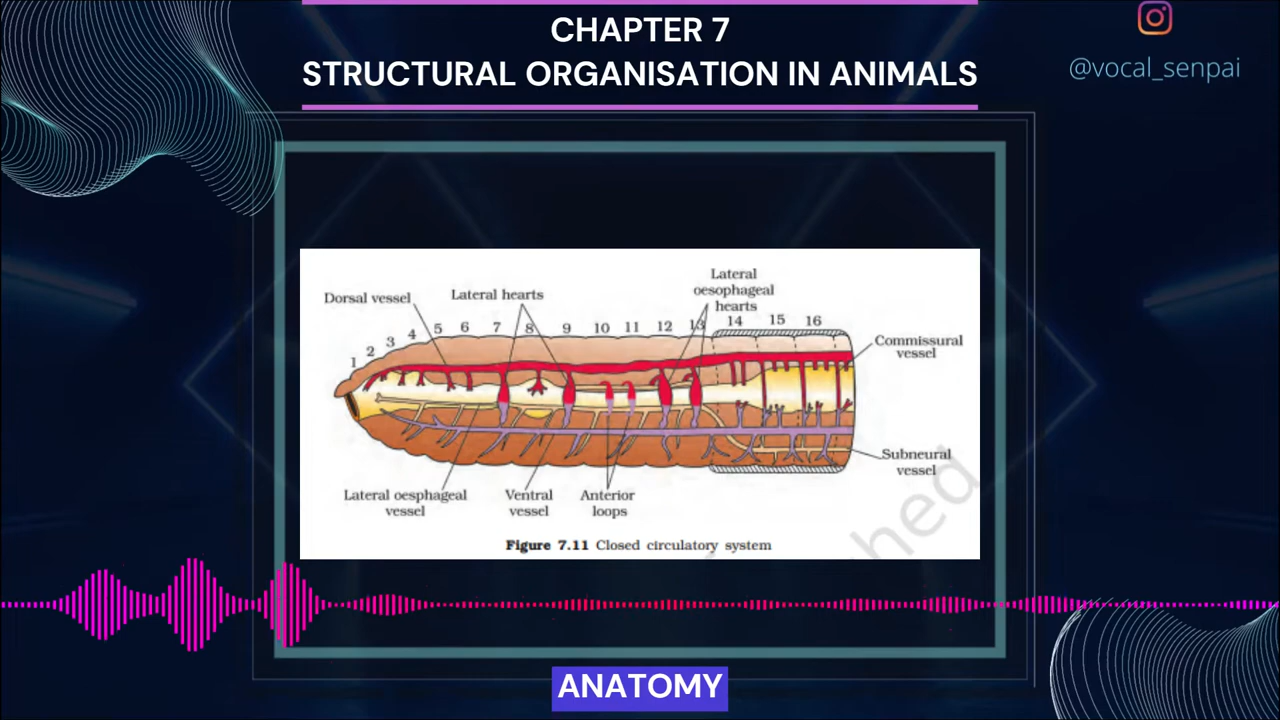 CHAPTER 7
STRUCTURAL ORGANISATION IN ANIMALS
@vocal_senpai
Lateral
oesophageal
hearts
Dorsal vessel
Lateral hearts
1 2 3 4 5 6 7 8 9 10 11 12 13 14 15 16
Commissural
vessel
Subneural
vessel
Lateral oesphageal
vessel
Ventral
vessel
Anterior
loops
Figure 7.11 Closed circulatory system
hed
ANATOMY